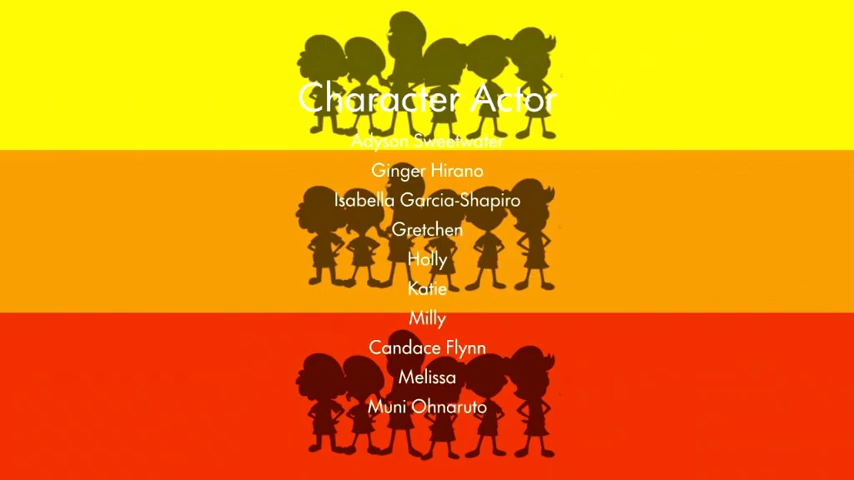 Character Actor
Adyson Sweetwater
Ginger Hirano
Isabella Garcia-Shapiro
Gretchen
Holly
Katie
Milly
Candace Flynn
Melissa
Muni Ohnaruto